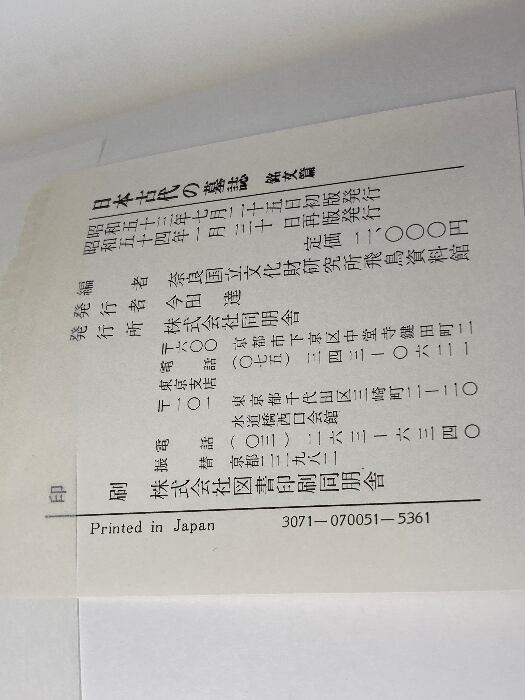 日本古代の墓誌 銘文篇
昭和五十三年七月二十五日初版発行
昭和五十四年一月三十日再版発行
定価 二、〇〇〇円
編者 奈良国立文化財研究所飛鳥資料館
発行者 今田達
発行所 株式会社同朋舎
〒六〇〇 京都市下京区中堂寺鍵田町二
電話 (〇七五) 三四三―〇六二一
東京支店
〒一〇一 東京都千代田区三崎町二―一二〇
水道橋西口会館
電話 (〇三) 二六三―六三四〇
振替 京都二―二九八二
印刷 株式会社図書印刷同朋舎
Printed in Japan 3071—070051—5361